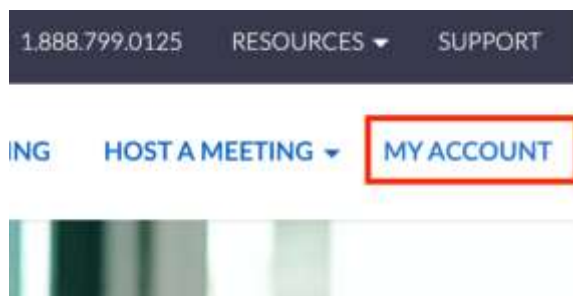 1.888.799.0125 RESOURCES SUPPORT
ING HOST A MEETING MY ACCOUNT